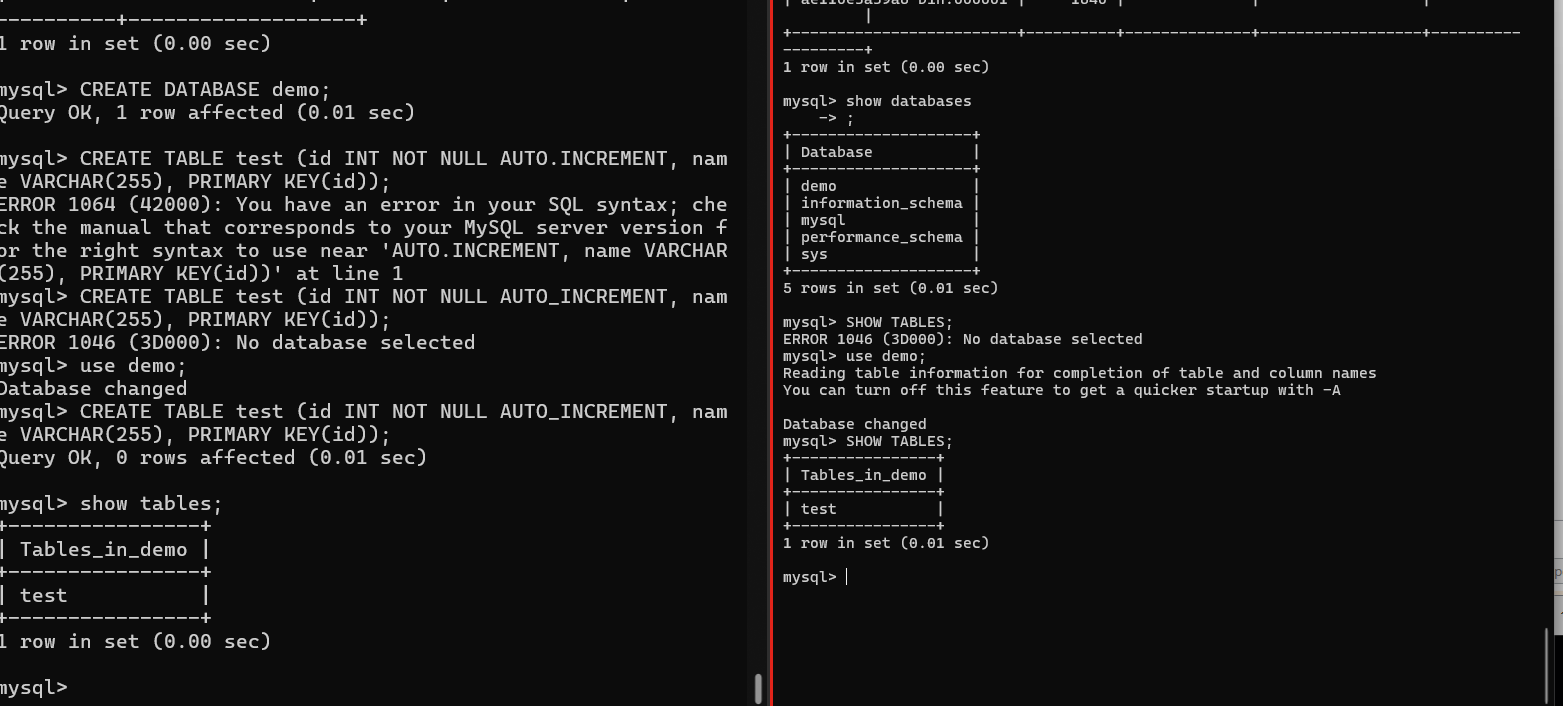 ----------+-------------------+
1 row in set (0.00 sec)
mysql> CREATE DATABASE demo;
Query OK, 1 row affected (0.01 sec)
mysql> CREATE TABLE test (id INT NOT NULL AUTO.INCREMENT, nam
e VARCHAR(255), PRIMARY KEY(id));
ERROR 1064 (42000): You have an error in your SQL syntax; che
ck the manual that corresponds to your MySQL server version f
or the right syntax to use near 'AUTO.INCREMENT, name VARCHAR
(255), PRIMARY KEY(id))' at line 1
mysql> CREATE TABLE test (id INT NOT NULL AUTO_INCREMENT, nam
e VARCHAR(255), PRIMARY KEY(id));
ERROR 1046 (3D000): No database selected
mysql> use demo;
Database changed
mysql> CREATE TABLE test (id INT NOT NULL AUTO_INCREMENT, nam
e VARCHAR(255), PRIMARY KEY(id));
Query OK, 0 rows affected (0.01 sec)
mysql> show tables;
+----------------+
| Tables_in_demo |
+----------------+
| test           |
+----------------+
1 row in set (0.00 sec)
mysql>
|
+-------------------------+----------+--------------+------------------+----------
---------+
1 row in set (0.00 sec)
mysql> show databases
    -> ;
+--------------------+
| Database           |
+--------------------+
| demo               |
| information_schema |
| mysql              |
| performance_schema |
| sys                |
+--------------------+
5 rows in set (0.01 sec)
mysql> SHOW TABLES;
ERROR 1046 (3D000): No database selected
mysql> use demo;
Reading table information for completion of table and column names
You can turn off this feature to get a quicker startup with -A
Database changed
mysql> SHOW TABLES;
+----------------+
| Tables_in_demo |
+----------------+
| test           |
+----------------+
1 row in set (0.01 sec)
mysql>